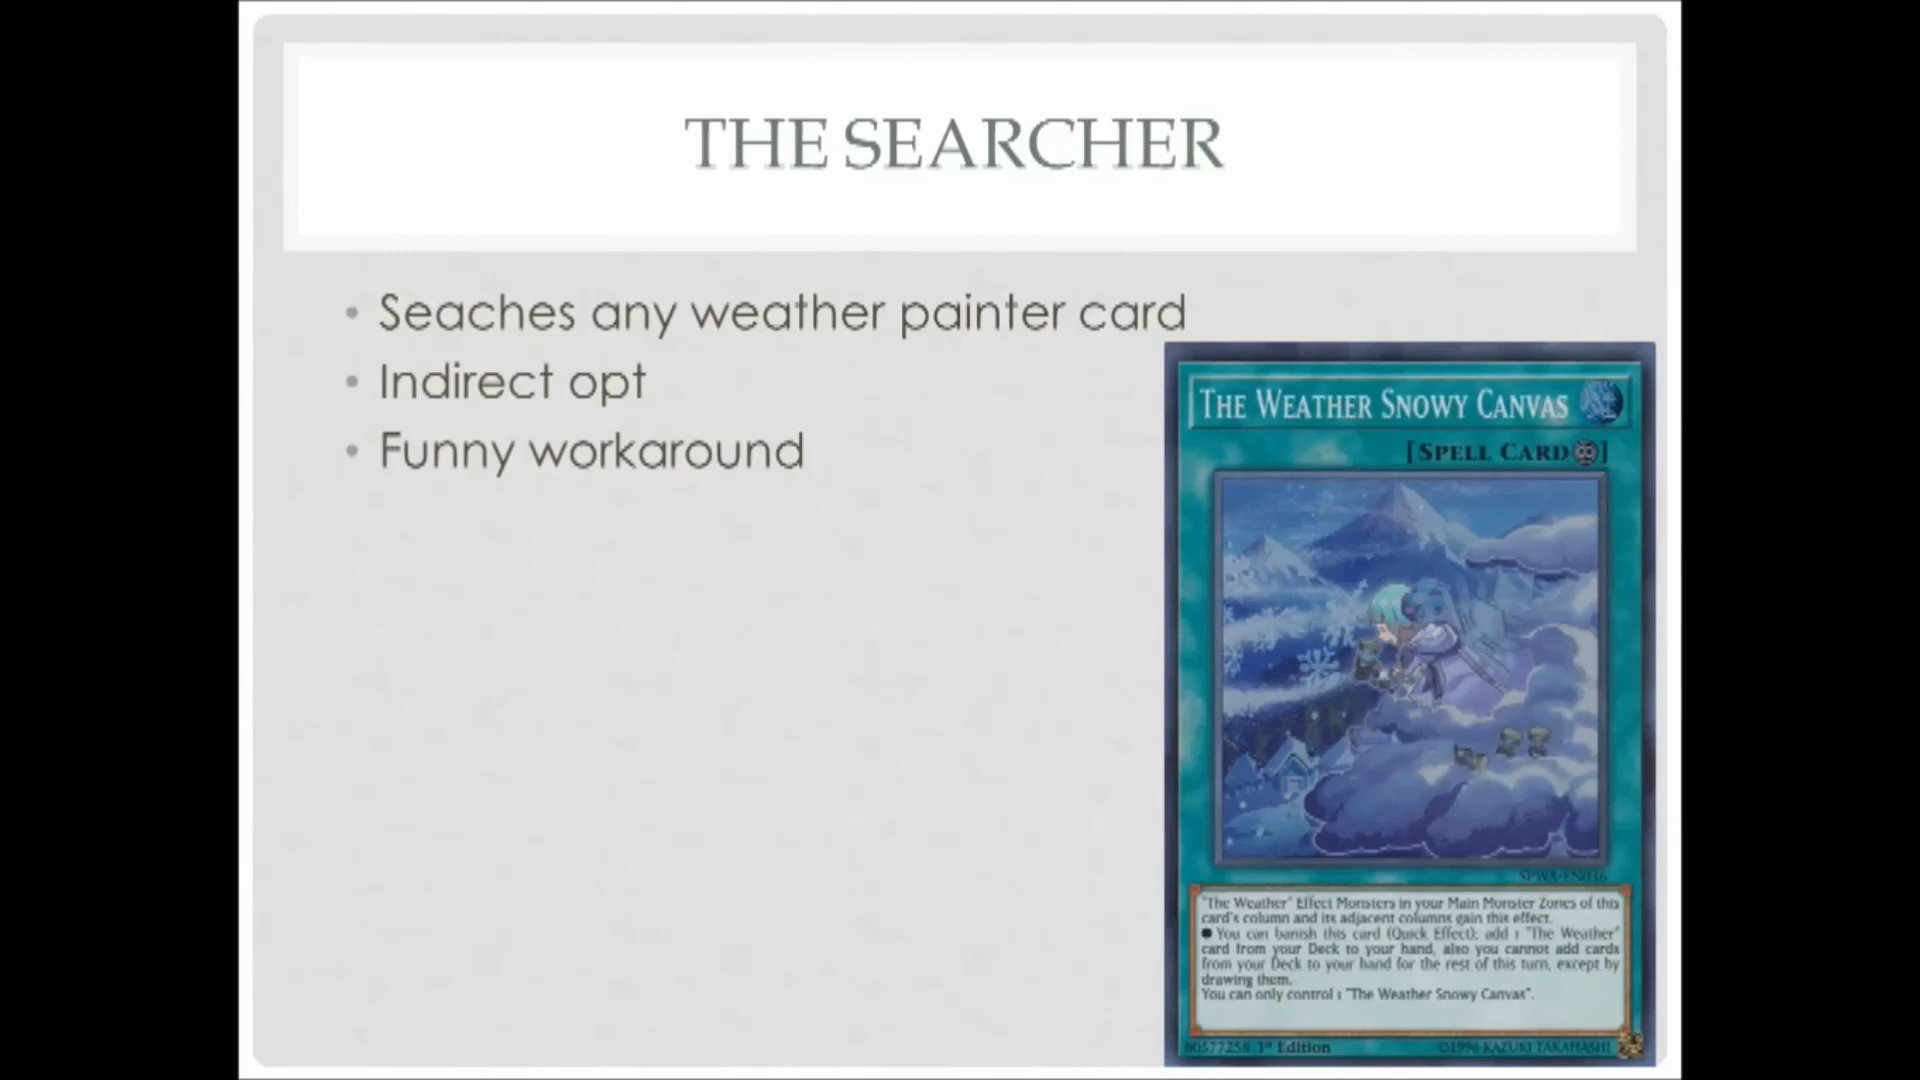 THE SEARCHER
• Seaches any weather painter card
• Indirect opt
• Funny workaround
THE WEATHER SNOWY CANVAS
[SPELL CARD]
SPWA-EN036
"The Weather" Effect Monsters in your Main Monster Zones of this
card's column and its adjacent columns gain this effect.
● You can banish this card (Quick Effect); add 1 "The Weather"
card from your Deck to your hand, also you cannot add cards
from your Deck to your hand for the rest of this turn, except by
drawing them.
You can only control 1 "The Weather Snowy Canvas".
80577258 1st Edition ©1996 KAZUKI TAKAHASHI